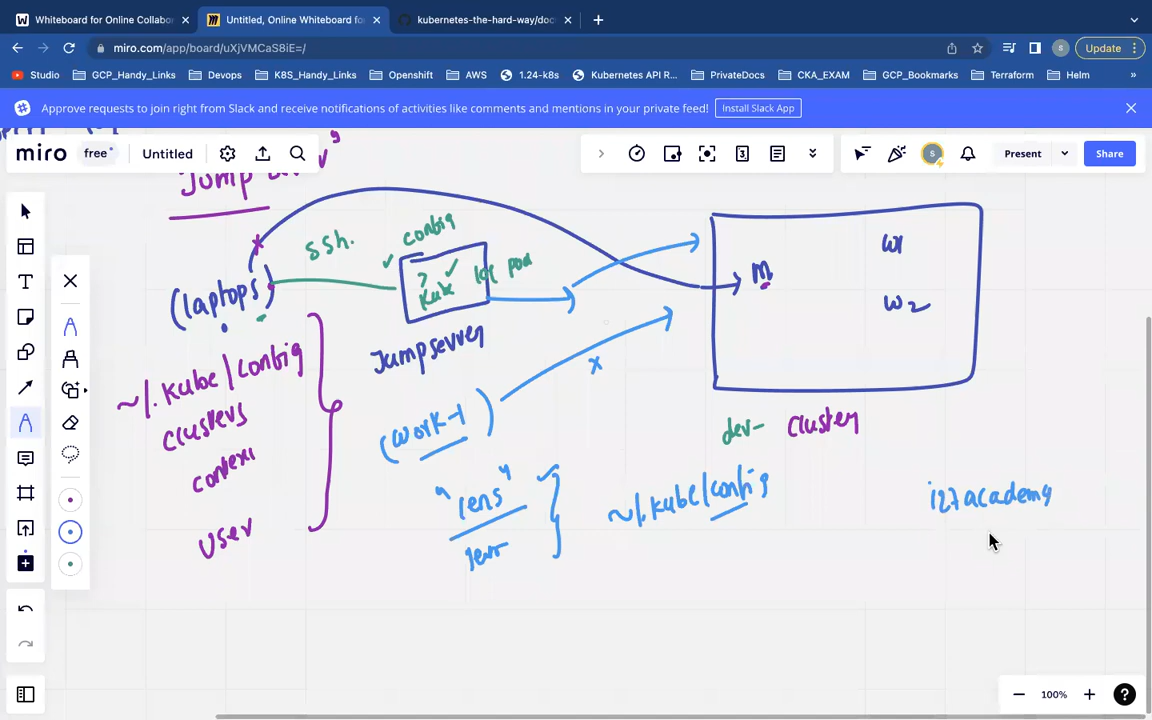 Whiteboard for Online Collabo
Untitled, Online Whiteboard fo
kubernetes-the-hard-way/doc
miro.com/app/board/uXjVMCaS8iE=/
S
Update
Studio
GCP_Handy_Links
Devops
K8S_Handy_Links
Openshift
AWS
1.24-k8s
Kubernetes API R...
PrivateDocs
CKA_EXAM
GCP_Bookmarks
Terraform
Helm
»
Approve requests to join right from Slack and receive notifications of activities like comments and mentions in your private feed!
Install Slack App
miro
free
Untitled
3
S
Present
Share
Jump
ssh.
config
kube
(laptops)
Jumpserver
M
W1
W2
~/.kube/config
clusters
context
user
(work-1)
x
"lens"
~/.kube/config
dev-
cluster
i27academy
100%